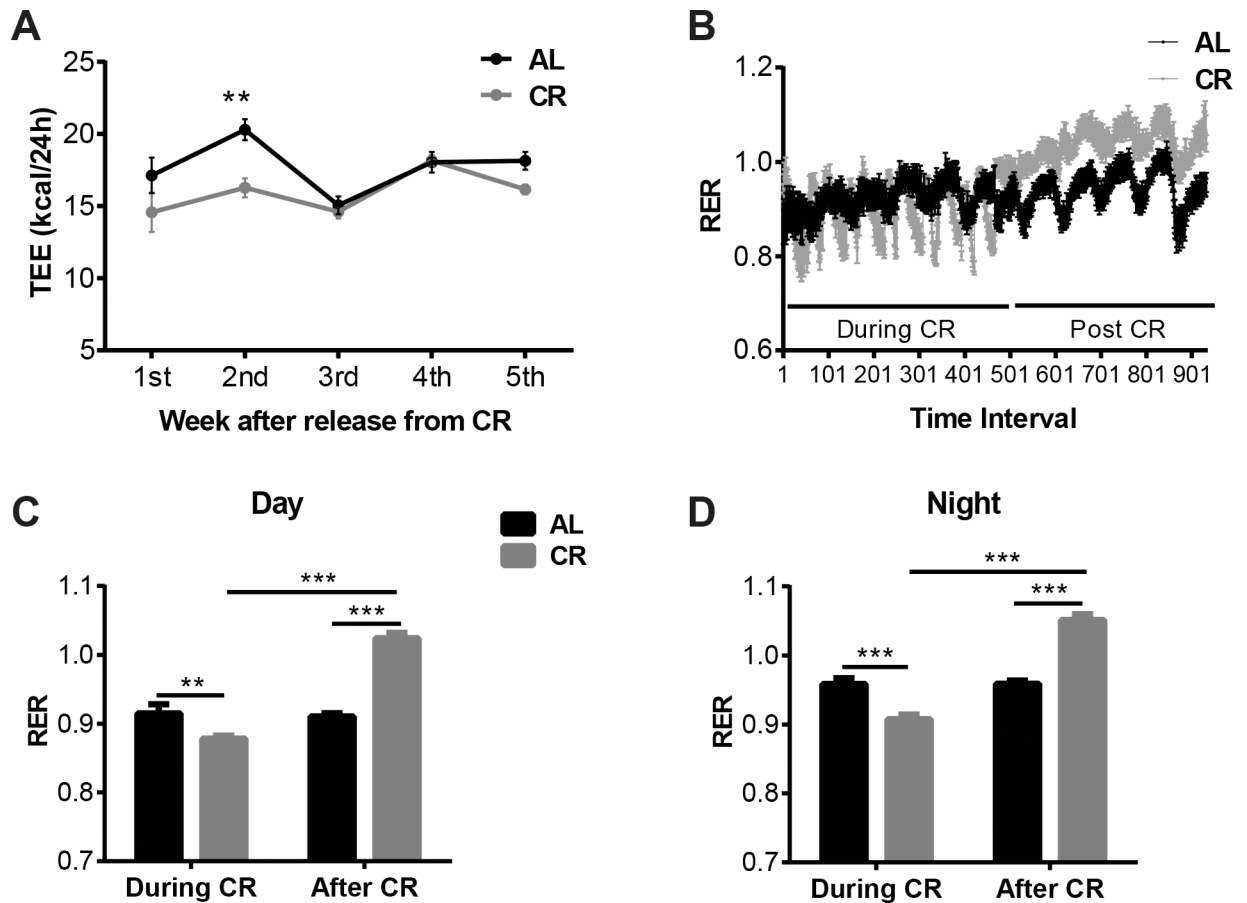 A
AL
CR
**
TEE (kcal/24h)
25
20
15
10
5
1st 2nd 3rd 4th 5th
Week after release from CR
B
AL
CR
RER
1.2
1.0
0.8
0.6
During CR Post CR
1 101 201 301 401 501 601 701 801 901
Time Interval
C
Day
AL
CR
RER
1.1
1.0
0.9
0.8
0.7
***
***
**
During CR After CR
D
Night
RER
1.1
1.0
0.9
0.8
0.7
***
***
***
During CR After CR